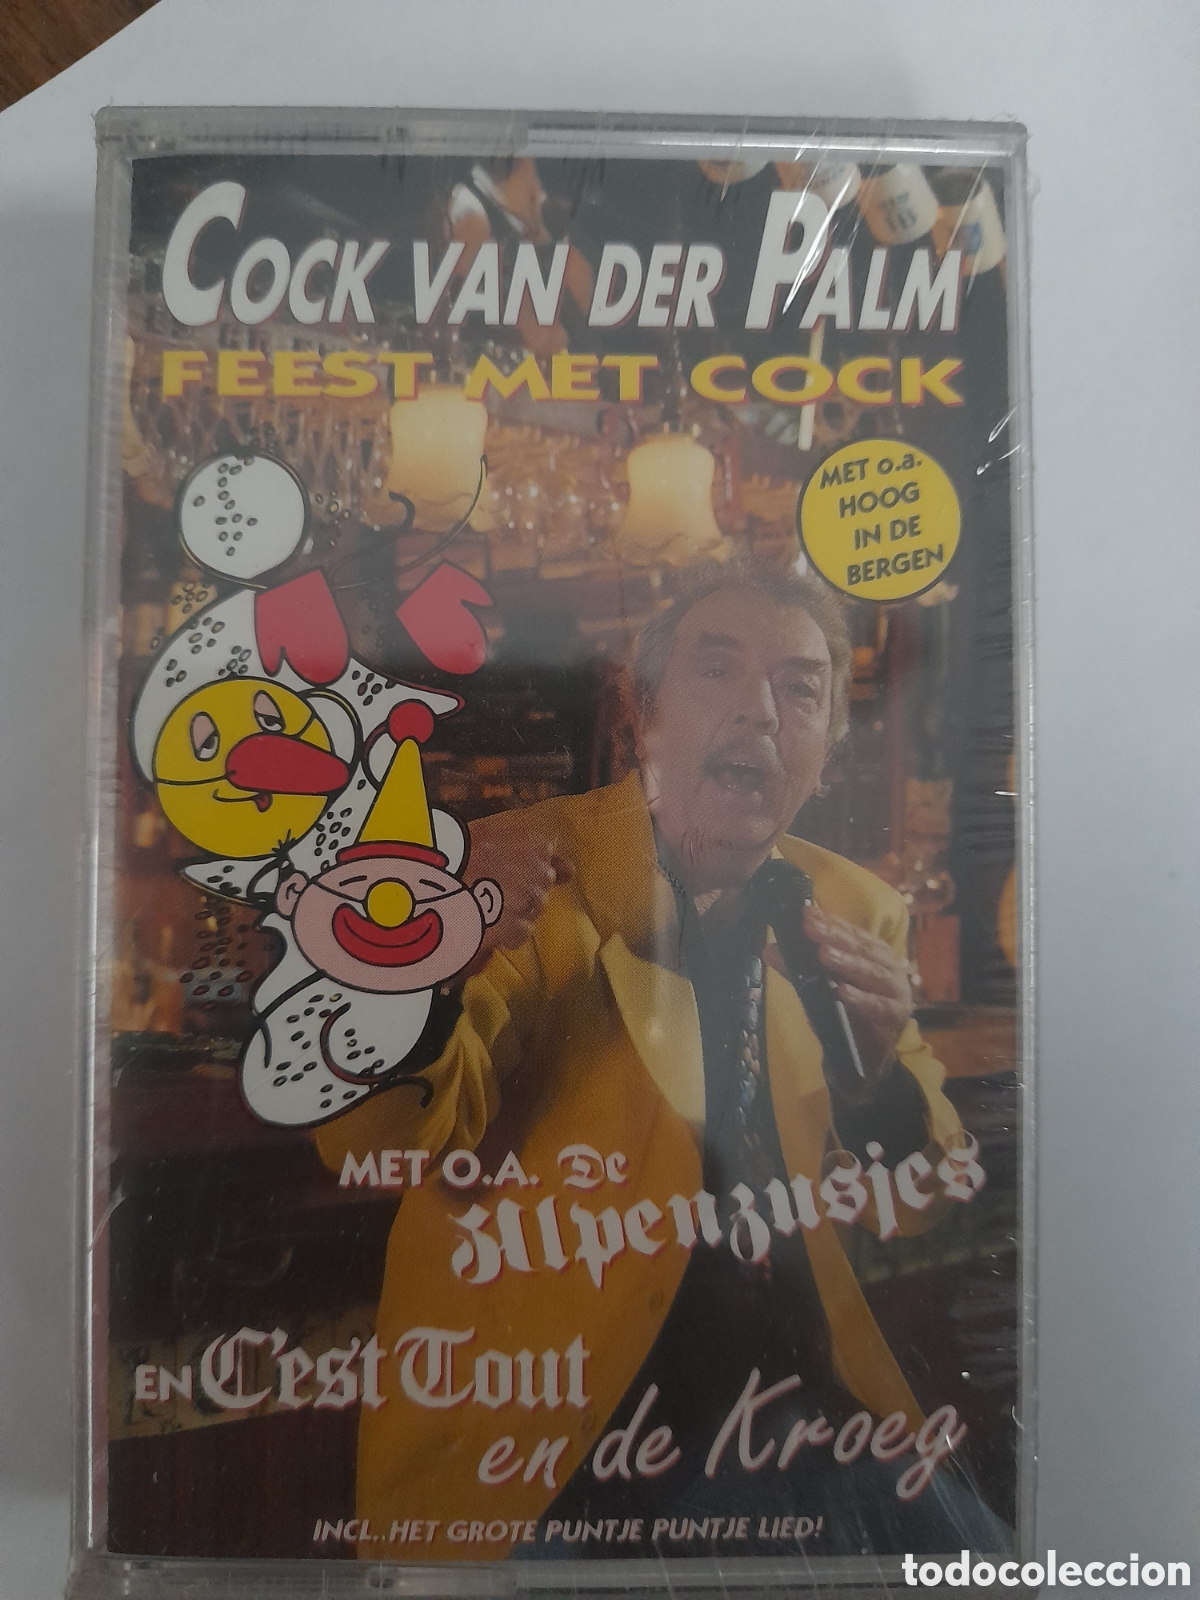 COCK VAN DER PALM
FEEST MET COCK
MET o.a.
HOOG
IN DE
BERGEN
MET O.A. De
Alpenzusjes
EN C'est Tout
en de Kroeg
INCL..HET GROTE PUNTJE PUNTJE LIED!
todocoleccion